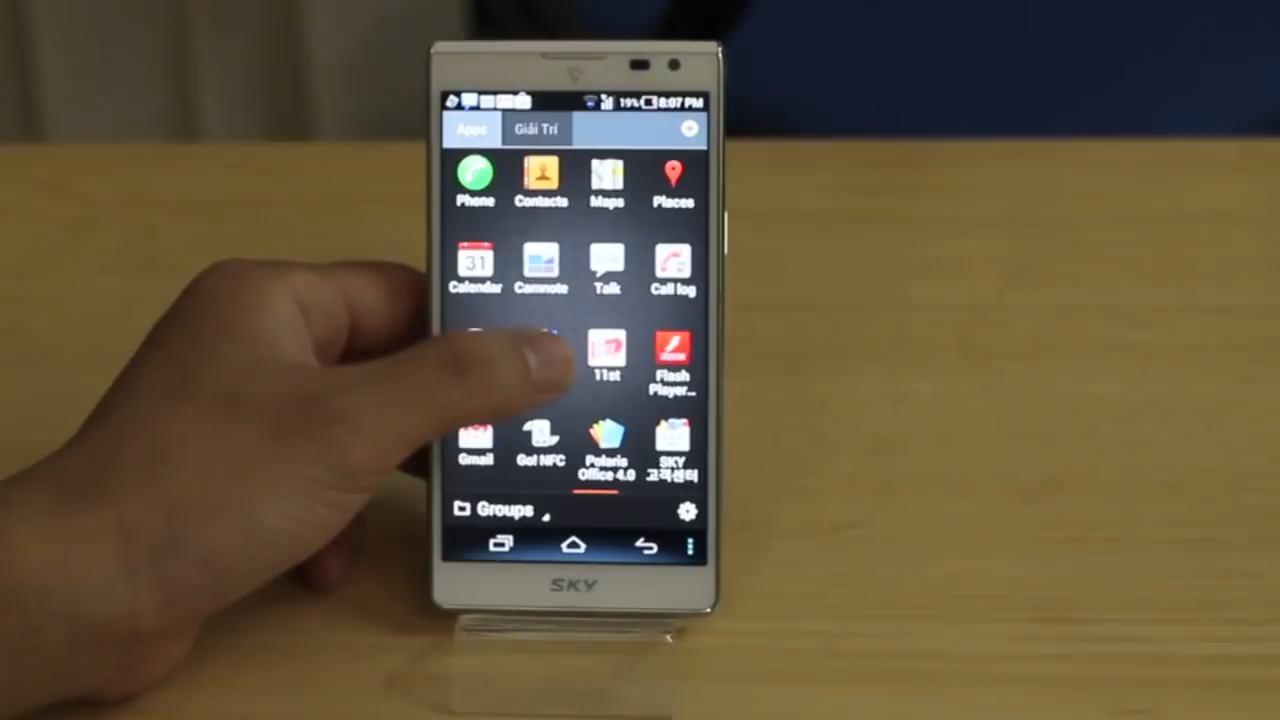 19% 8:07 PM
Apps Giải Trí
Phone Contacts Maps Places
31
Calendar Camnote Talk Call log
11st Flash
Player...
Gmail Go! NFC Polaris SKY
Office 4.0 고객센터
Groups
SKY